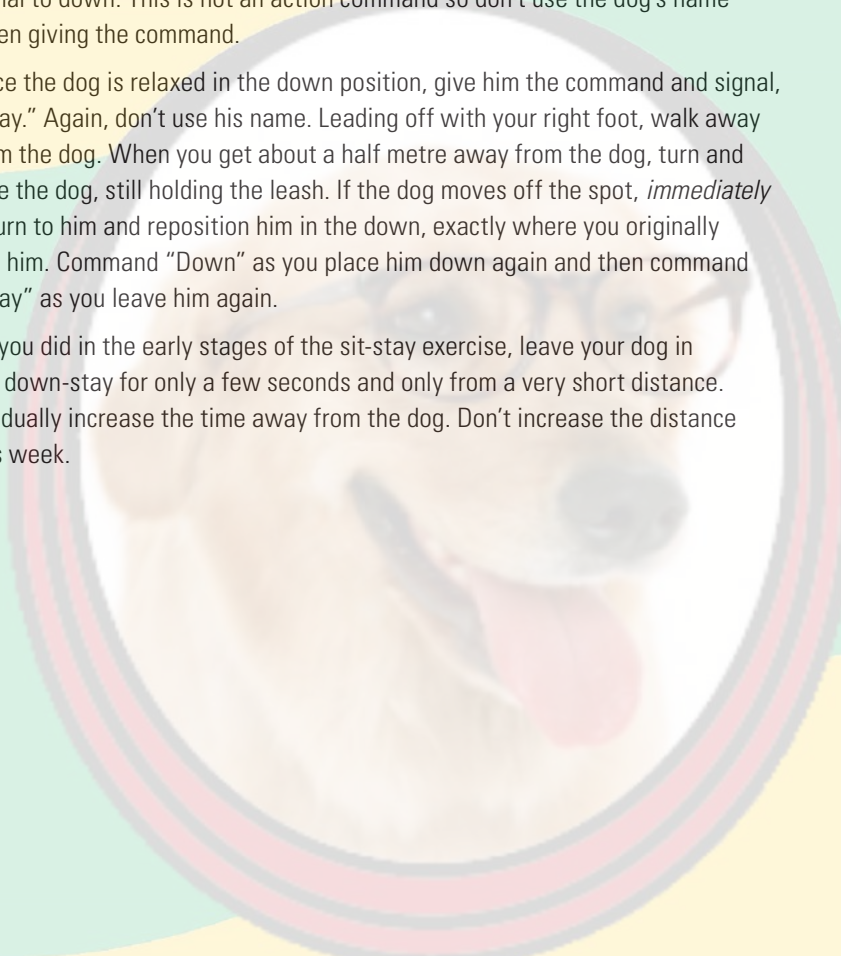 nal to down. This is not an action command so don't use the dog's name
en giving the command.
ce the dog is relaxed in the down position, give him the command and signal,
ay." Again, don't use his name. Leading off with your right foot, walk away
m the dog. When you get about a half metre away from the dog, turn and
e the dog, still holding the leash. If the dog moves off the spot, immediately
urn to him and reposition him in the down, exactly where you originally
him. Command "Down" as you place him down again and then command
ay" as you leave him again.
you did in the early stages of the sit-stay exercise, leave your dog in
down-stay for only a few seconds and only from a very short distance.
dually increase the time away from the dog. Don't increase the distance
s week.